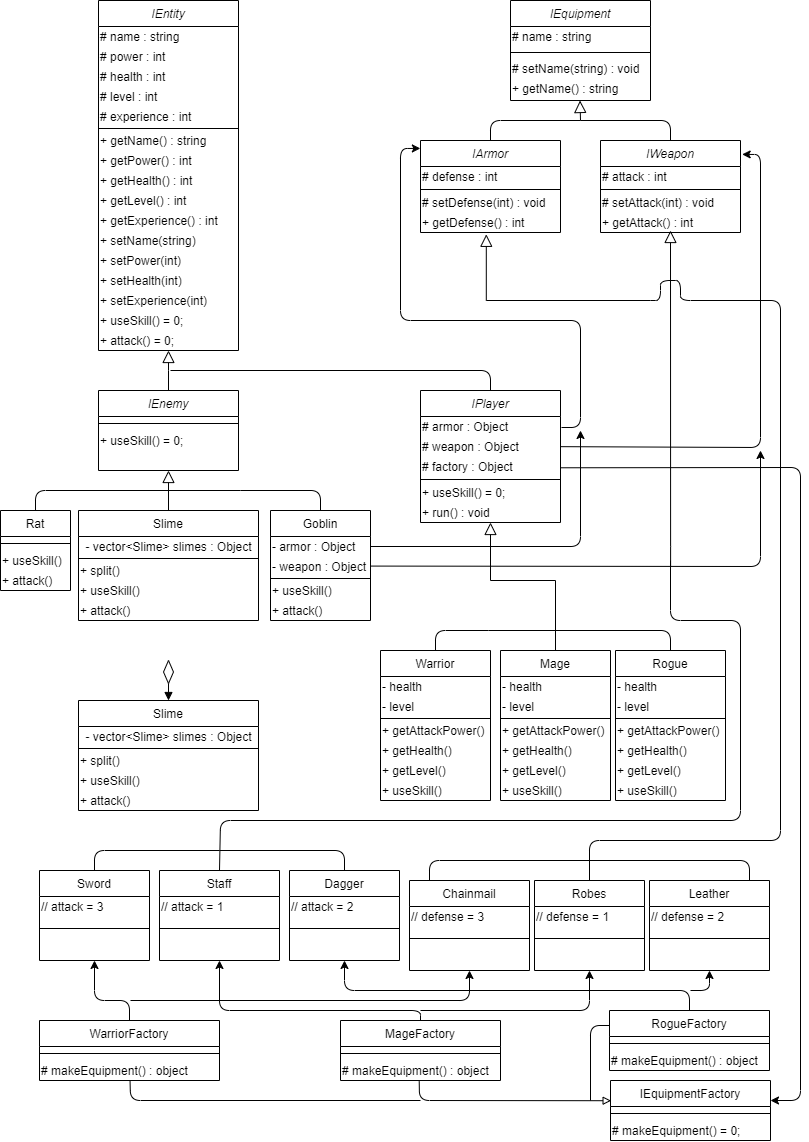 IEntity
# name : string
# power : int
# health : int
# level : int
# experience : int
+ getName() : string
+ getPower() : int
+ getHealth() : int
+ getLevel() : int
+ getExperience() : int
+ setName(string)
+ setPower(int)
+ setHealth(int)
+ setExperience(int)
+ useSkill() = 0;
+ attack() = 0;
IEquipment
# name : string
# setName(string) : void
+ getName() : string
IArmor
# defense : int
# setDefense(int) : void
+ getDefense() : int
IWeapon
# attack : int
# setAttack(int) : void
+ getAttack() : int
IEnemy
+ useSkill() = 0;
IPlayer
# armor : Object
# weapon : Object
# factory : Object
+ useSkill() = 0;
+ run() : void
Rat
+ useSkill()
+ attack()
Slime
- vector<Slime> slimes : Object
+ split()
+ useSkill()
+ attack()
Goblin
- armor : Object
- weapon : Object
+ useSkill()
+ attack()
Slime
- vector<Slime> slimes : Object
+ split()
+ useSkill()
+ attack()
Warrior
- health
- level
+ getAttackPower()
+ getHealth()
+ getLevel()
+ useSkill()
Mage
- health
- level
+ getAttackPower()
+ getHealth()
+ getLevel()
+ useSkill()
Rogue
- health
- level
+ getAttackPower()
+ getHealth()
+ getLevel()
+ useSkill()
Sword
// attack = 3
Staff
// attack = 1
Dagger
// attack = 2
Chainmail
// defense = 3
Robes
// defense = 1
Leather
// defense = 2
WarriorFactory
# makeEquipment() : object
MageFactory
# makeEquipment() : object
RogueFactory
# makeEquipment() : object
IEquipmentFactory
# makeEquipment() = 0;